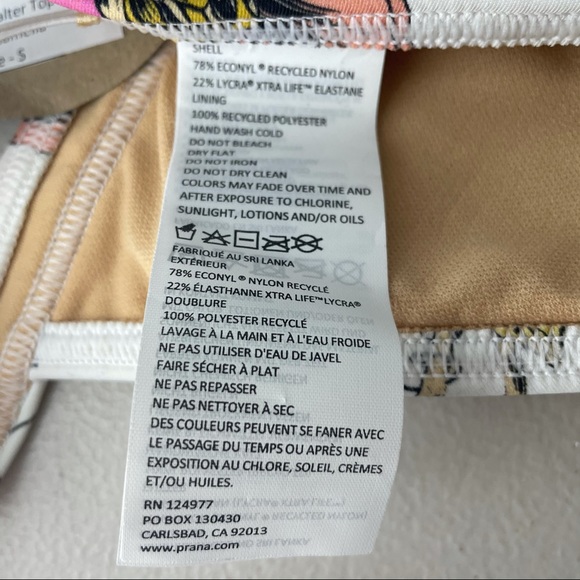 alter Top
e - S
SHELL
78% ECONYL® RECYCLED NYLON
22% LYCRA® XTRA LIFE™ ELASTANE
LINING
100% RECYCLED POLYESTER
HAND WASH COLD
DO NOT BLEACH
DRY FLAT
DO NOT IRON
DO NOT DRY CLEAN
COLORS MAY FADE OVER TIME AND
AFTER EXPOSURE TO CHLORINE,
SUNLIGHT, LOTIONS AND/OR OILS
FABRIQUÉ AU SRI LANKA
EXTÉRIEUR
78% ECONYL® NYLON RECYCLÉ
22% ÉLASTHANNE XTRA LIFE™LYCRA®
DOUBLURE
100% POLYESTER RECYCLÉ
LAVAGE À LA MAIN ET À L'EAU FROIDE
NE PAS UTILISER D'EAU DE JAVEL
FAIRE SÉCHER À PLAT
NE PAS REPASSER
NE PAS NETTOYER À SEC
DES COULEURS PEUVENT SE FANER AVEC
LE PASSAGE DU TEMPS OU APRÈS UNE
EXPOSITION AU CHLORE, SOLEIL, CRÈMES
ET/OU HUILES.
RN 124977
PO BOX 130430
CARLSBAD, CA 92013
www.prana.com